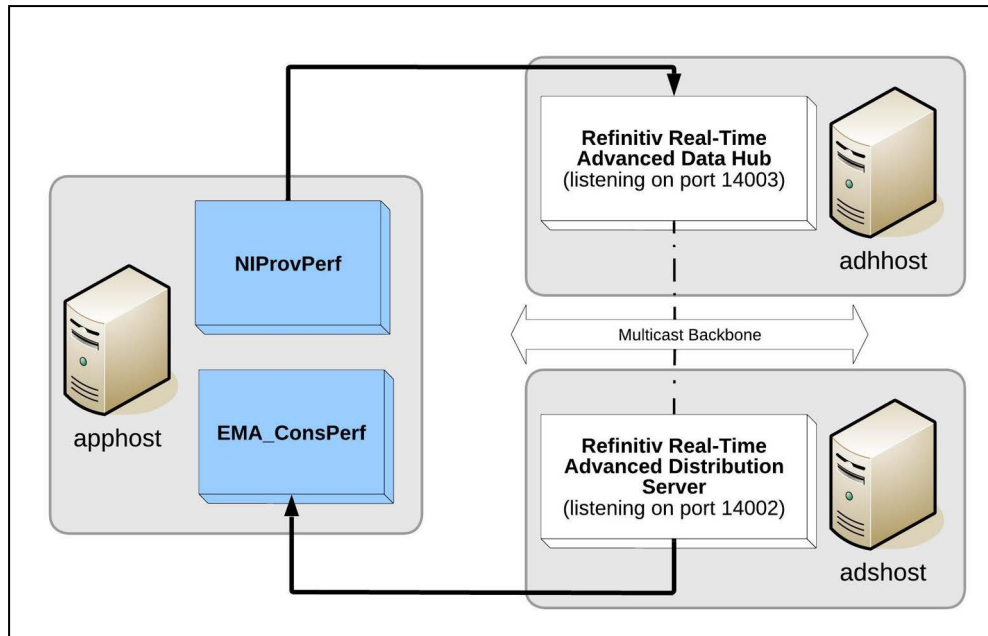 Refinitiv Real-Time
Advanced Data Hub
(listening on port 14003)
adhhost
NIProvPerf
EMA_ConsPerf
apphost
Multicast Backbone
Refinitiv Real-Time
Advanced Distribution
Server
(listening on port 14002)
adshost